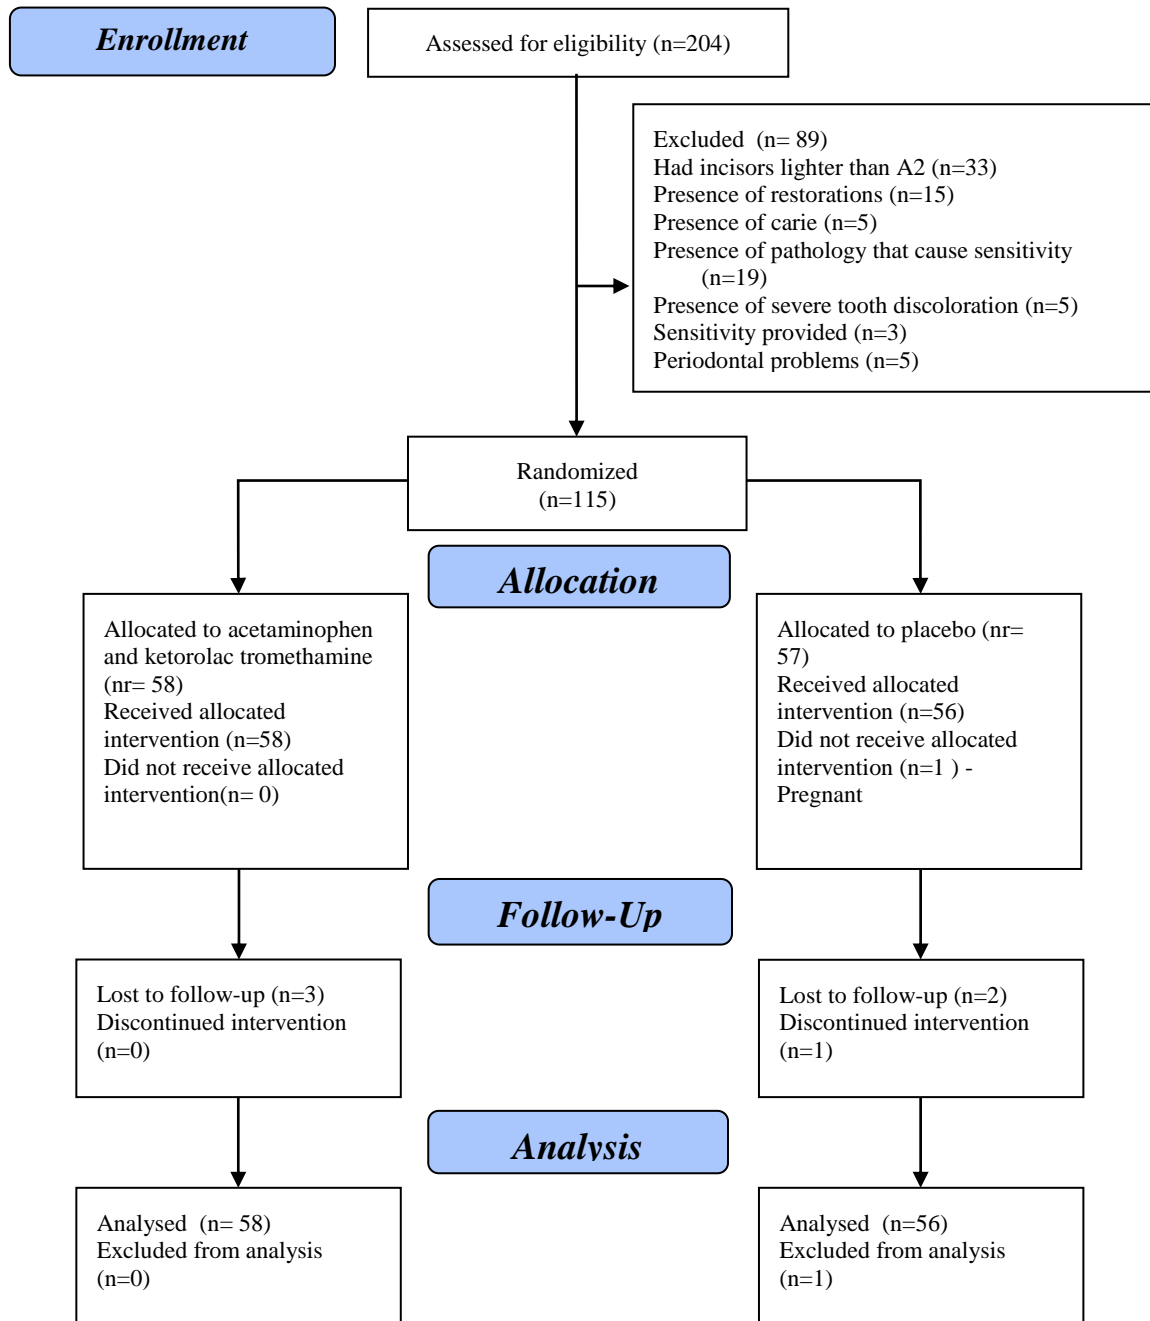 Enrollment
Assessed for eligibility (n=204)
Excluded (n= 89)
Had incisors lighter than A2 (n=33)
Presence of restorations (n=15)
Presence of carie (n=5)
Presence of pathology that cause sensitivity
(n=19)
Presence of severe tooth discoloration (n=5)
Sensitivity provided (n=3)
Periodontal problems (n=5)
Randomized
(n=115)
Allocation
Allocated to acetaminophen
and ketorolac tromethamine
(nr= 58)
Received allocated
intervention (n=58)
Did not receive allocated
intervention(n= 0)
Allocated to placebo (nr=
57)
Received allocated
intervention (n=56)
Did not receive allocated
intervention (n=1 ) -
Pregnant
Follow-Up
Lost to follow-up (n=3)
Discontinued intervention
(n=0)
Lost to follow-up (n=2)
Discontinued intervention
(n=1)
Analysis
Analysed (n= 58)
Excluded from analysis
(n=0)
Analysed (n=56)
Excluded from analysis
(n=1)